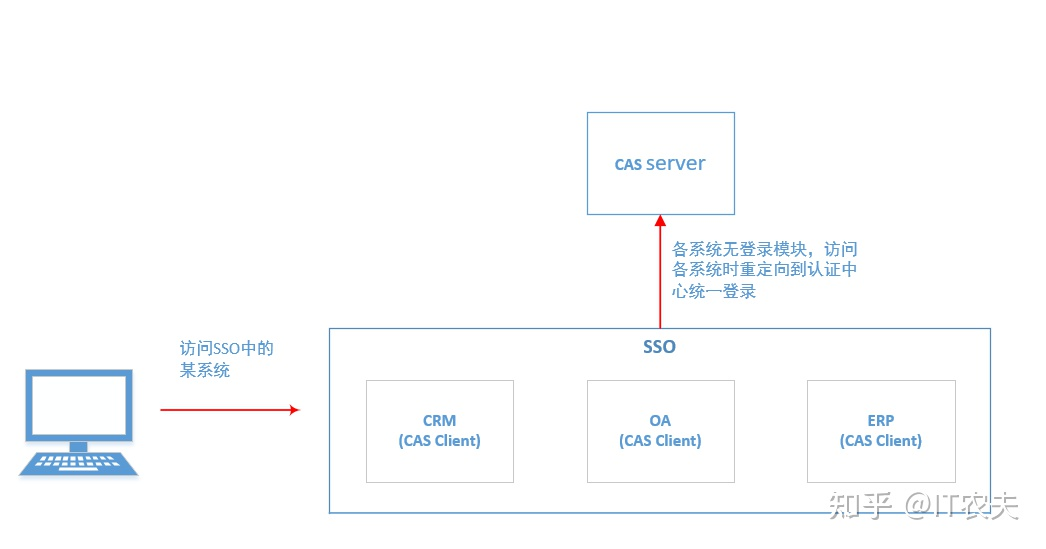 CAS server
各系统无登录模块，访问
各系统时重定向到认证中
心统一登录
访问SSO中的
某系统
SSO
CRM
(CAS Client)
OA
(CAS Client)
ERP
(CAS Client)
知乎 @IT农夫